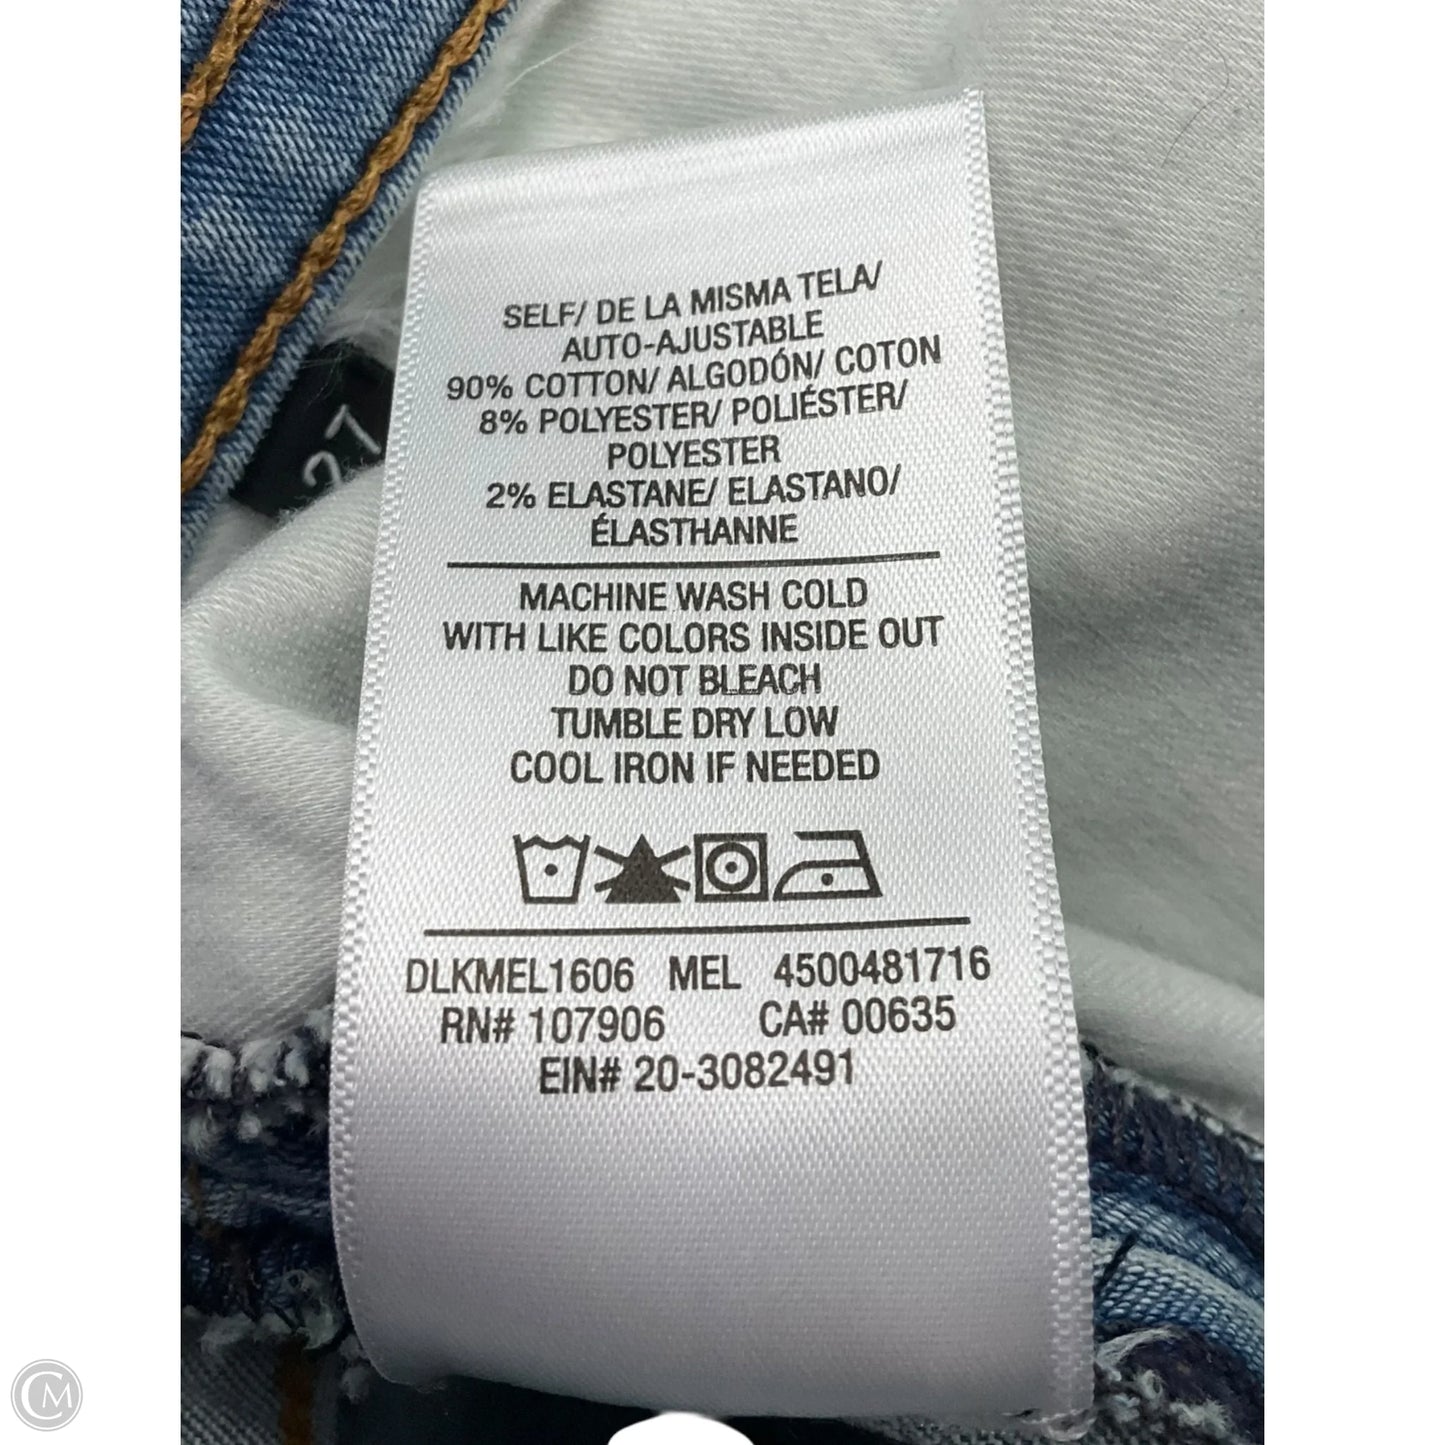 SELF/ DE LA MISMA TELA/
AUTO-AJUSTABLE
90% COTTON/ ALGODÓN/ COTON
8% POLYESTER/ POLIÉSTER/
POLYESTER
2% ELASTANE/ ELASTANO/
ÉLASTHANNE
MACHINE WASH COLD
WITH LIKE COLORS INSIDE OUT
DO NOT BLEACH
TUMBLE DRY LOW
COOL IRON IF NEEDED
DLKMEL1606 MEL 4500481716
RN# 107906 CA# 00635
EIN# 20-3082491
27
CM